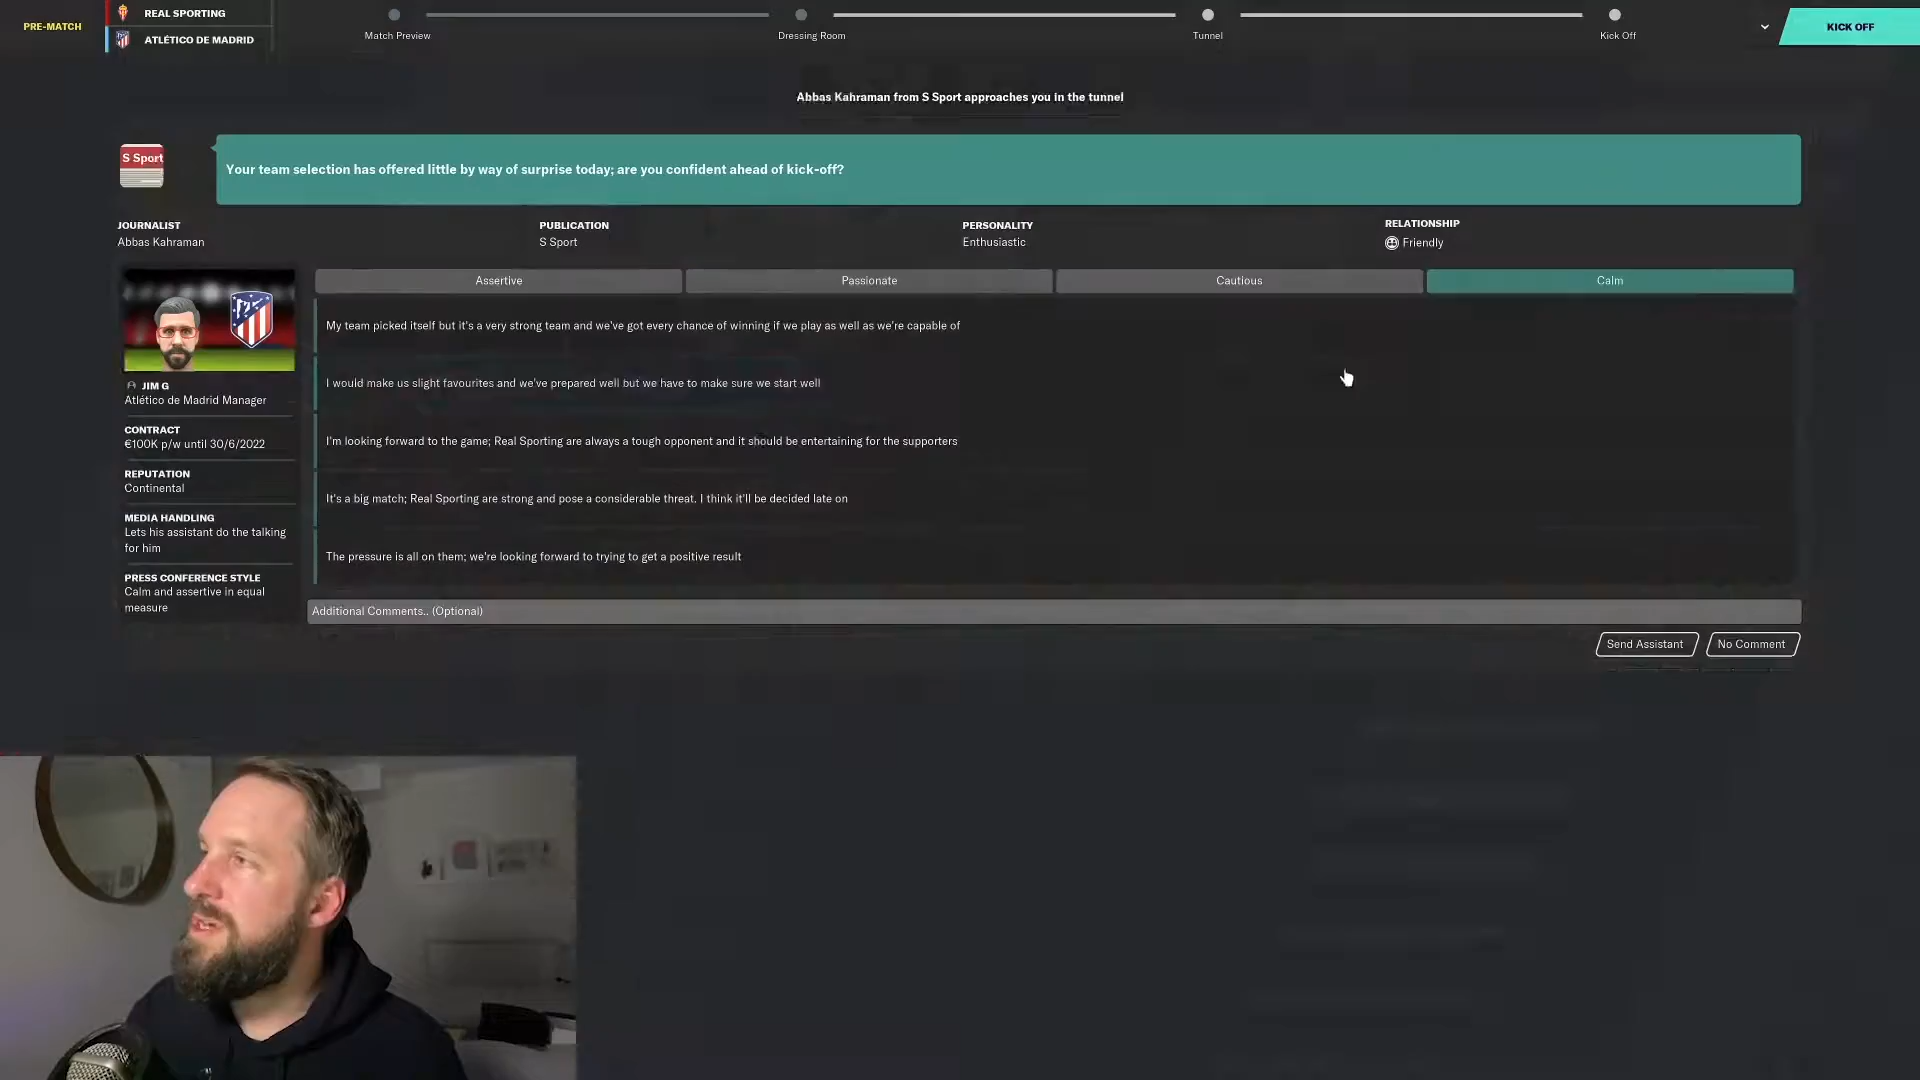 PRE-MATCH
REAL SPORTING
ATLÉTICO DE MADRID
Match Preview
Dressing Room
Tunnel
Kick Off
KICK OFF
Abbas Kahraman from S Sport approaches you in the tunnel
S Sport
Your team selection has offered little by way of surprise today; are you confident ahead of kick-off?
JOURNALIST
Abbas Kahraman
PUBLICATION
S Sport
PERSONALITY
Enthusiastic
RELATIONSHIP
Friendly
Assertive
Passionate
Cautious
Calm
My team picked itself but it's a very strong team and we've got every chance of winning if we play as well as we're capable of
I would make us slight favourites and we've prepared well but we have to make sure we start well
I'm looking forward to the game; Real Sporting are always a tough opponent and it should be entertaining for the supporters
It's a big match; Real Sporting are strong and pose a considerable threat. I think it'll be decided late on
The pressure is all on them; we're looking forward to trying to get a positive result
JIM G
Atlético de Madrid Manager
CONTRACT
€100K p/w until 30/6/2022
REPUTATION
Continental
MEDIA HANDLING
Lets his assistant do the talking
for him
PRESS CONFERENCE STYLE
Calm and assertive in equal
measure
Additional Comments.. (Optional)
Send Assistant
No Comment